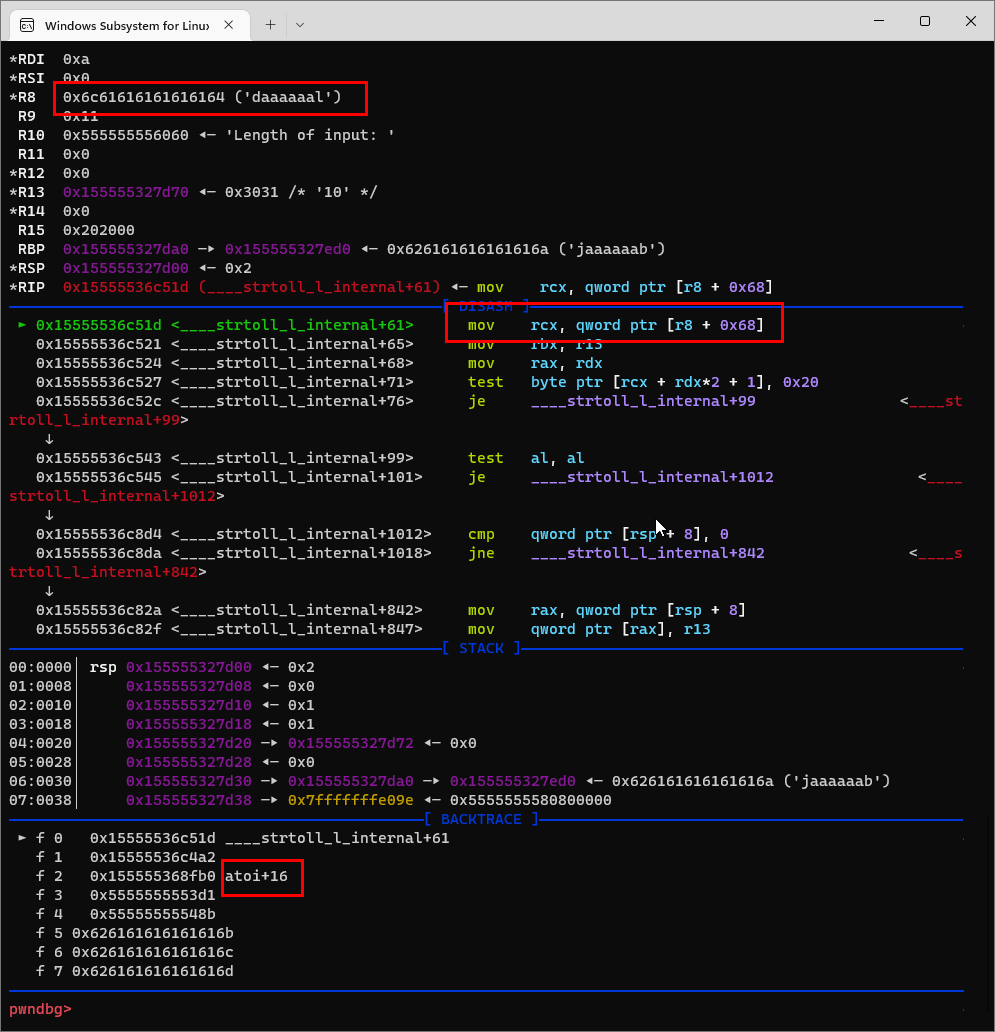 Windows Subsystem for Linux
*RDI 0xa
*RSI 0x0
*R8 0x6c61616161616164 ('daaaaaal')
R9 0x11
R10 0x555555556060 ◂— 'Length of input: '
R11 0x0
*R12 0x0
*R13 0x155555327d70 ◂— 0x3031 /* '10' */
*R14 0x0
R15 0x202000
RBP 0x155555327da0 —▸ 0x155555327ed0 ◂— 0x626161616161616a ('jaaaaaab')
*RSP 0x155555327d00 ◂— 0x2
*RIP 0x15555536c51d (____strtoll_l_internal+61) ◂— mov rcx, qword ptr [r8 + 0x68]
[ DISASM ]
► 0x15555536c51d <____strtoll_l_internal+61> mov rcx, qword ptr [r8 + 0x68]
0x15555536c521 <____strtoll_l_internal+65> mov rbx, r13
0x15555536c524 <____strtoll_l_internal+68> mov rax, rdx
0x15555536c527 <____strtoll_l_internal+71> test byte ptr [rcx + rdx*2 + 1], 0x20
0x15555536c52c <____strtoll_l_internal+76> je ____strtoll_l_internal+99 <____st
rtoll_l_internal+99>
↓
0x15555536c543 <____strtoll_l_internal+99> test al, al
0x15555536c545 <____strtoll_l_internal+101> je ____strtoll_l_internal+1012 <____
strtoll_l_internal+1012>
↓
0x15555536c8d4 <____strtoll_l_internal+1012> cmp qword ptr [rsp + 8], 0
0x15555536c8da <____strtoll_l_internal+1018> jne ____strtoll_l_internal+842 <____s
trtoll_l_internal+842>
↓
0x15555536c82a <____strtoll_l_internal+842> mov rax, qword ptr [rsp + 8]
0x15555536c82f <____strtoll_l_internal+847> mov qword ptr [rax], r13
[ STACK ]
00:0000│ rsp 0x155555327d00 ◂— 0x2
01:0008│ 0x155555327d08 ◂— 0x0
02:0010│ 0x155555327d10 ◂— 0x1
03:0018│ 0x155555327d18 ◂— 0x1
04:0020│ 0x155555327d20 —▸ 0x155555327d72 ◂— 0x0
05:0028│ 0x155555327d28 ◂— 0x0
06:0030│ 0x155555327d30 —▸ 0x155555327da0 —▸ 0x155555327ed0 ◂— 0x626161616161616a ('jaaaaaab')
07:0038│ 0x155555327d38 —▸ 0x7fffffffe09e ◂— 0x5555555580800000
[ BACKTRACE ]
► f 0 0x15555536c51d ____strtoll_l_internal+61
f 1 0x15555536c4a2
f 2 0x155555368fb0 atoi+16
f 3 0x5555555553d1
f 4 0x55555555548b
f 5 0x626161616161616b
f 6 0x626161616161616c
f 7 0x626161616161616d
pwndbg>